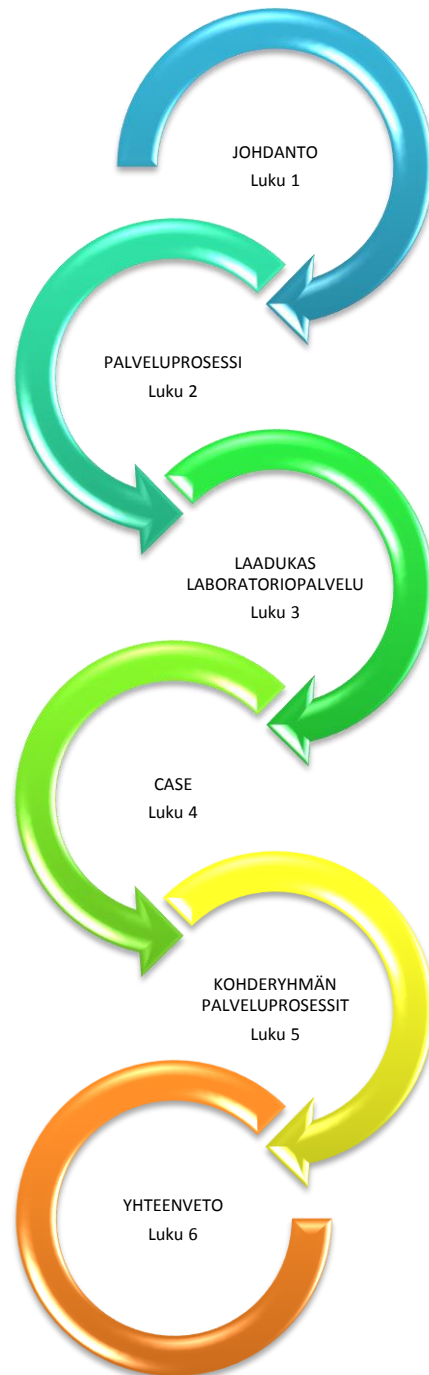 JOHDANTO
Luku 1
PALVELUPROSESSI
Luku 2
LAADUKAS
LABORATORIOPALVELU
Luku 3
CASE
Luku 4
KOHDERYHMÄN
PALVELUPROSESSIT
Luku 5
YHTEENVETO
Luku 6